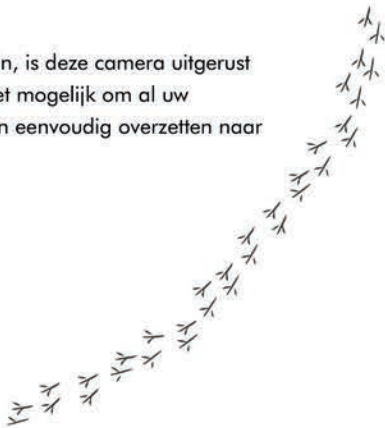 n, is deze camera uitgerust
et mogelijk om al uw
n eenvoudig overzetten naar